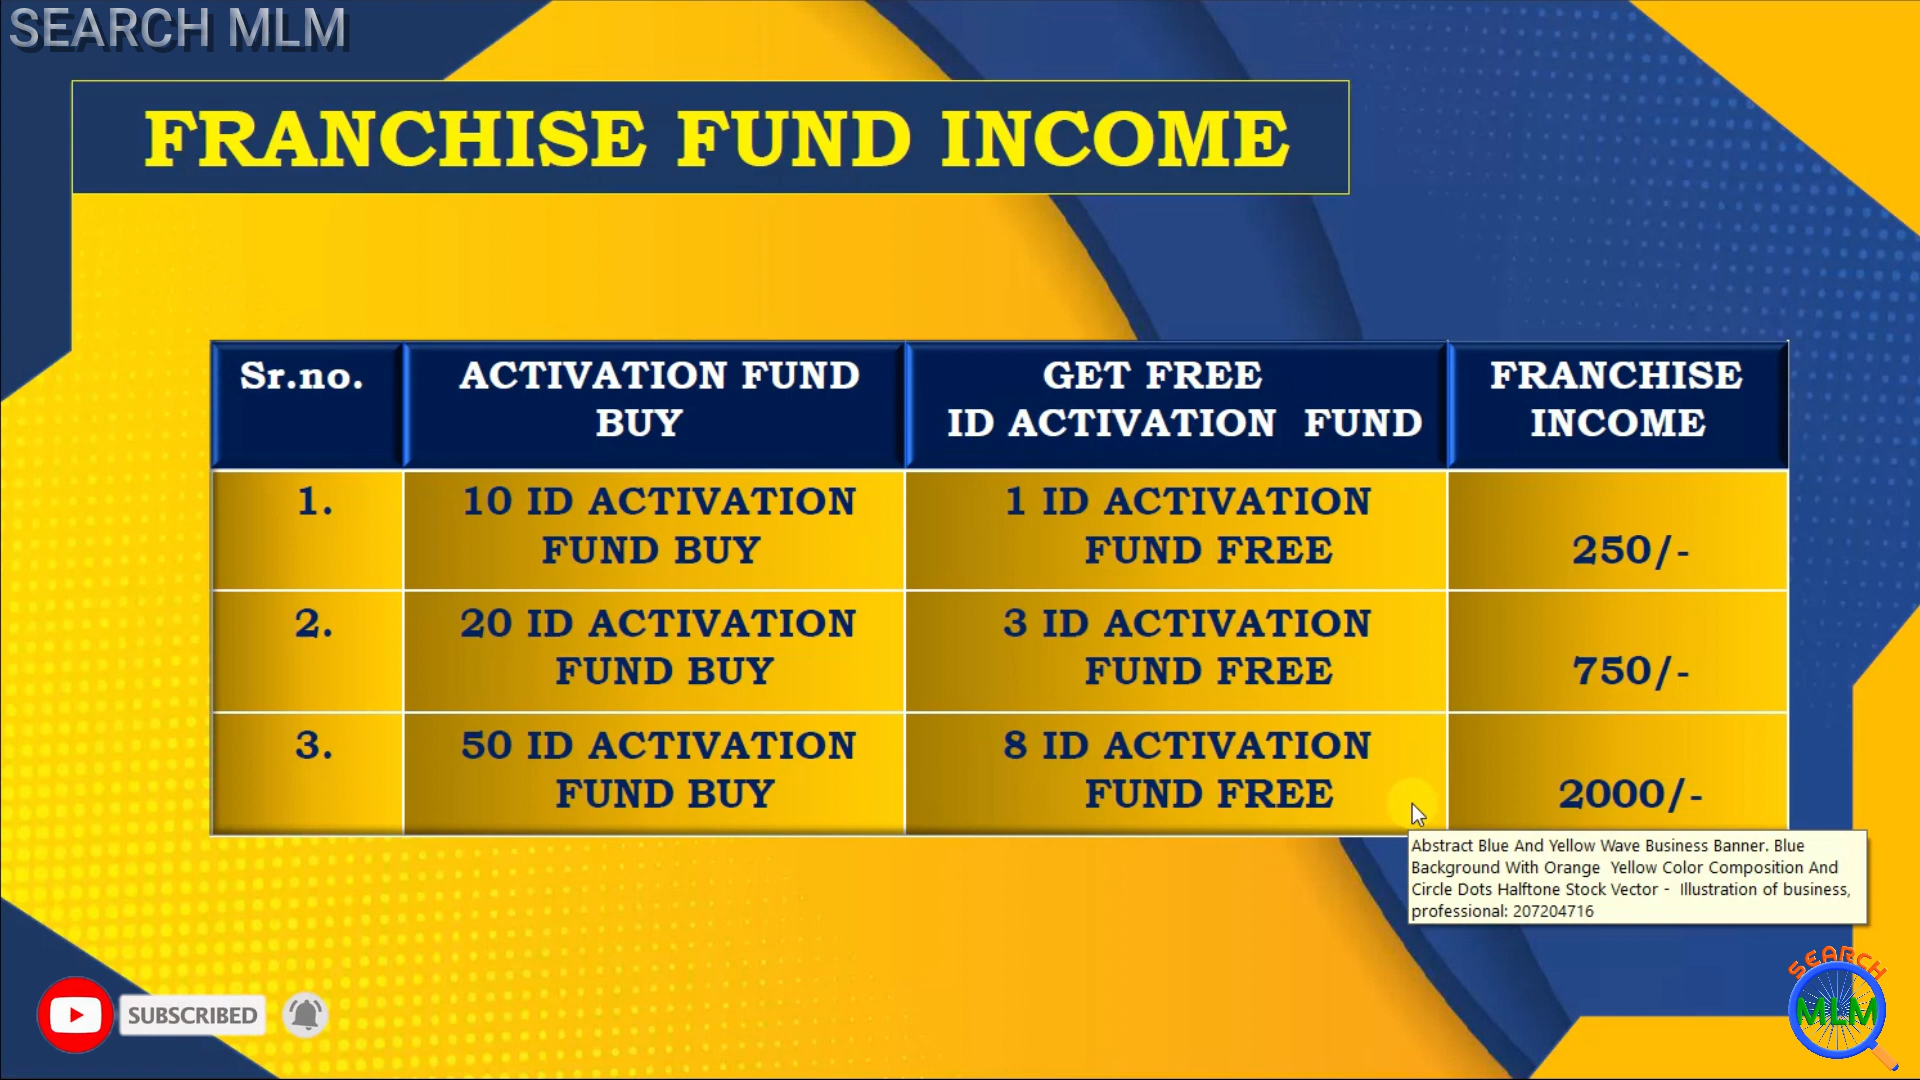 SEARCH MLM
FRANCHISE FUND INCOME
Sr.no.
ACTIVATION FUND
BUY
GET FREE
ID ACTIVATION FUND
FRANCHISE
INCOME
1.
10 ID ACTIVATION
FUND BUY
1 ID ACTIVATION
FUND FREE
250/-
2.
20 ID ACTIVATION
FUND BUY
3 ID ACTIVATION
FUND FREE
750/-
3.
50 ID ACTIVATION
FUND BUY
8 ID ACTIVATION
FUND FREE
2000/-
Abstract Blue And Yellow Wave Business Banner. Blue
Background With Orange Yellow Color Composition And
Circle Dots Halftone Stock Vector - Illustration of business,
professional: 207204716
SUBSCRIBED
SEARCH
MLM